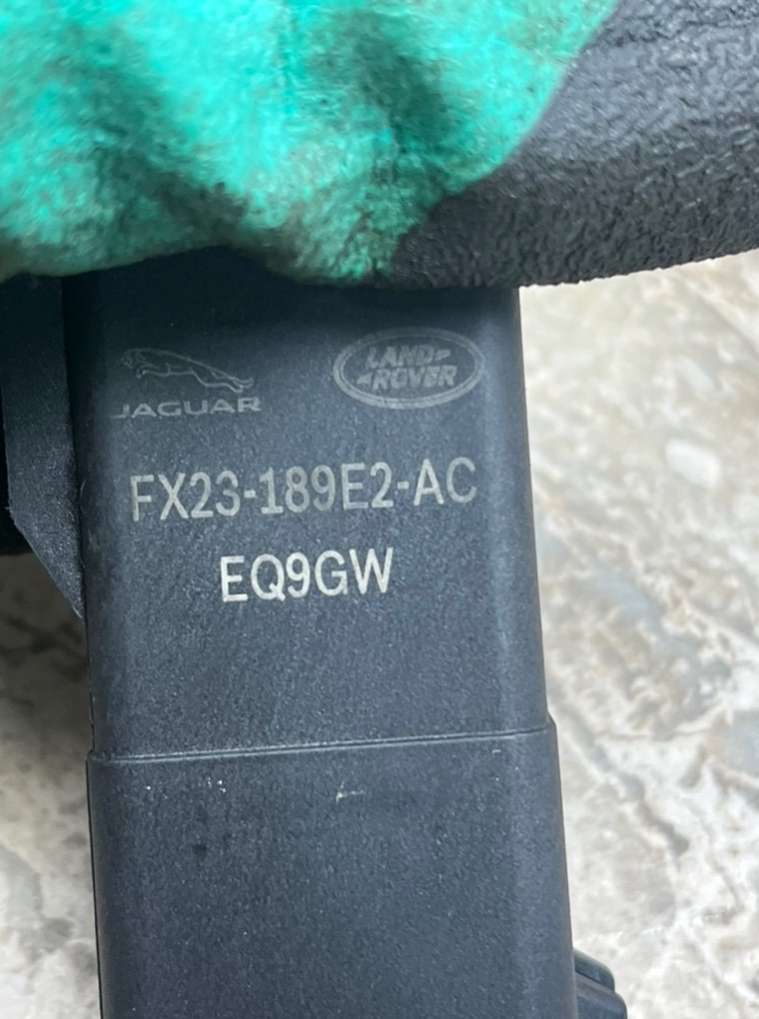 JAGUAR
LAND-
-ROVER
FX23-189E2-AC
EQ9GW